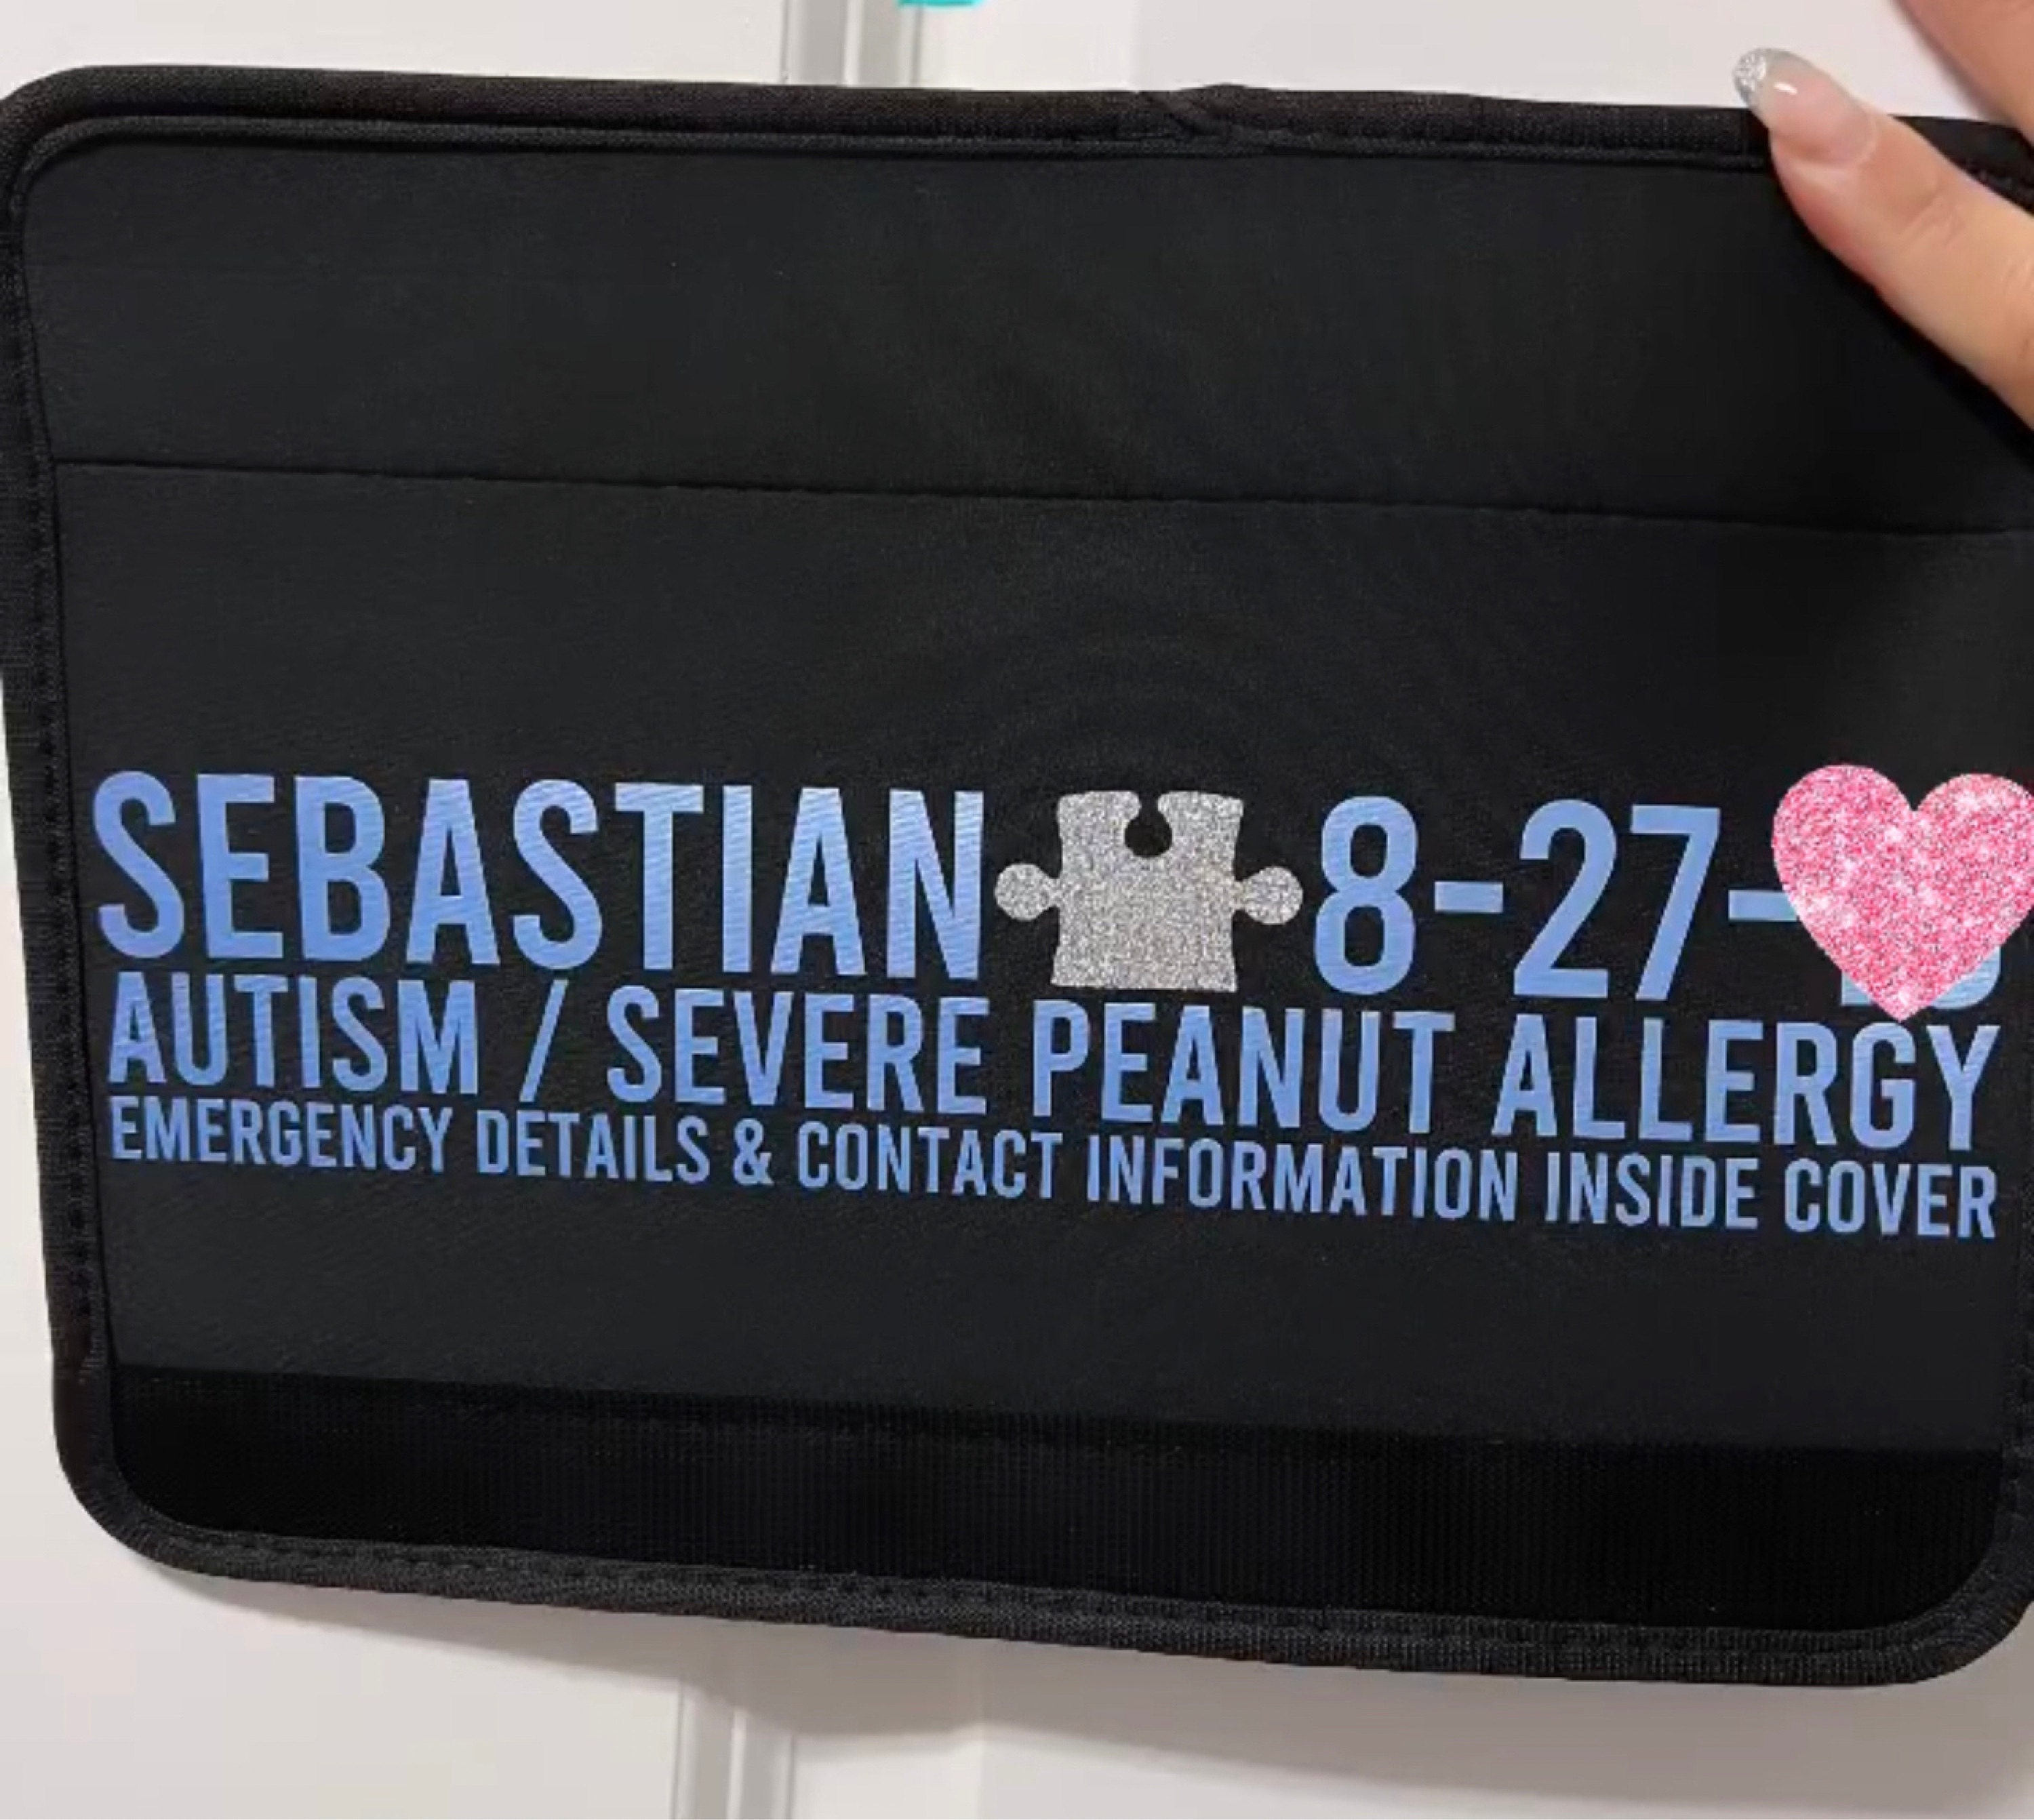 SEBASTIAN 8-27-
AUTISM / SEVERE PEANUT ALLERGY
EMERGENCY DETAILS & CONTACT INFORMATION INSIDE COVER